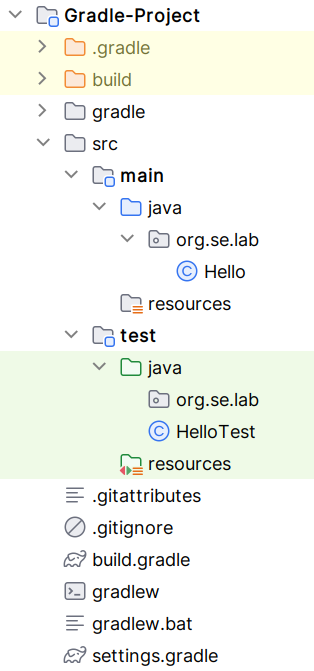 Gradle-Project
.gradle
build
gradle
src
main
java
org.se.lab
C Hello
resources
test
java
org.se.lab
C HelloTest
resources
.gitattributes
.gitignore
build.gradle
gradlew
gradlew.bat
settings.gradle